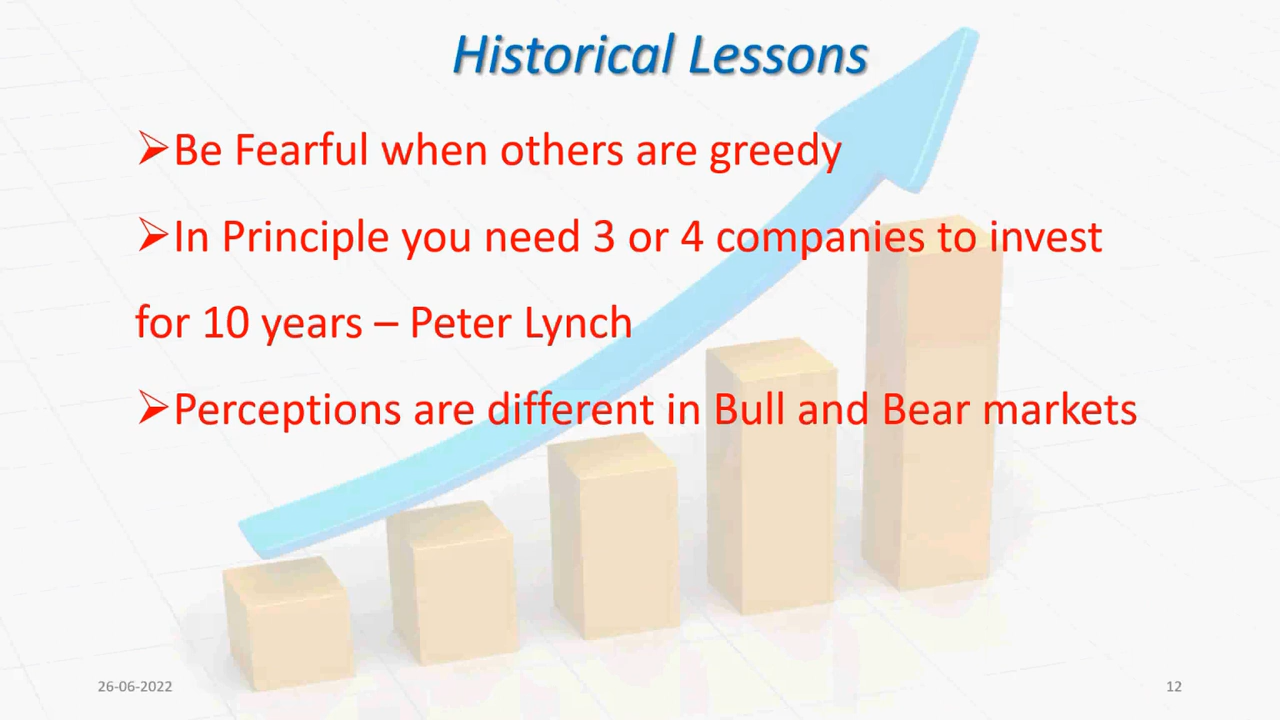 Historical Lessons
➢Be Fearful when others are greedy
➢In Principle you need 3 or 4 companies to invest
for 10 years – Peter Lynch
➢Perceptions are different in Bull and Bear markets
26-06-2022
12